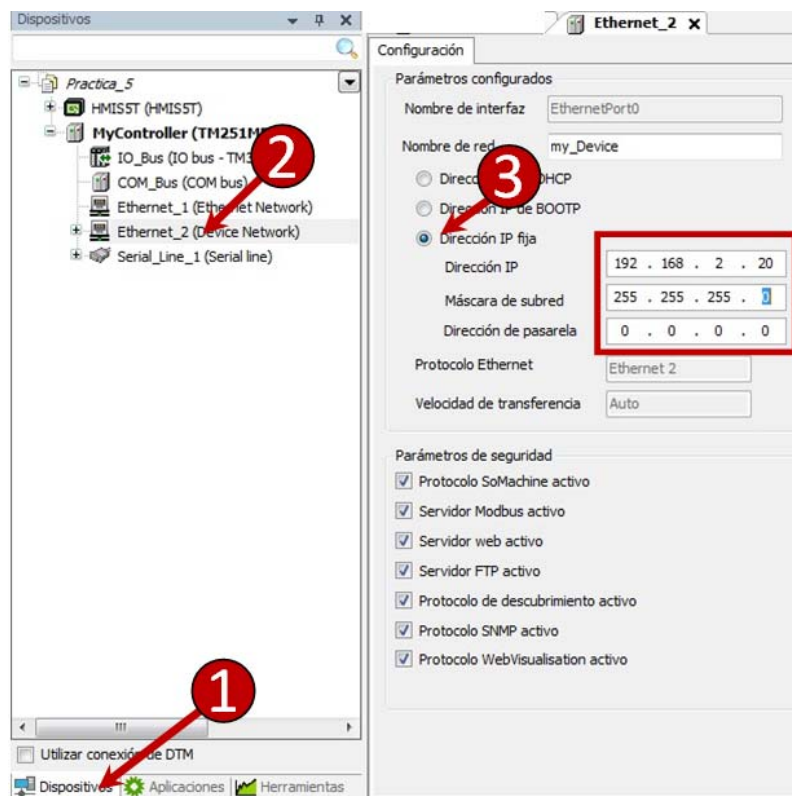 Dispositivos
Practica_5
HMIS5T (HMIS5T)
MyController (TM251M
IO_Bus (IO bus - TM3
COM_Bus (COM bus)
Ethernet_1 (Ethernet Network)
Ethernet_2 (Device Network)
Serial_Line_1 (Serial line)
2
1
Utilizar conexión de DTM
Dispositivos Aplicaciones Herramientas
Ethernet_2
Configuración
Parámetros configurados
Nombre de interfaz EthernetPort0
Nombre de red my_Device
DHCP
3
Dirección IP de BOOTP
Dirección IP fija
Dirección IP 192 . 168 . 2 . 20
Máscara de subred 255 . 255 . 255 . 0
Dirección de pasarela 0 . 0 . 0 . 0
Protocolo Ethernet Ethernet 2
Velocidad de transferencia Auto
Parámetros de seguridad
Protocolo SoMachine activo
Servidor Modbus activo
Servidor web activo
Servidor FTP activo
Protocolo de descubrimiento activo
Protocolo SNMP activo
Protocolo WebVisualisation activo